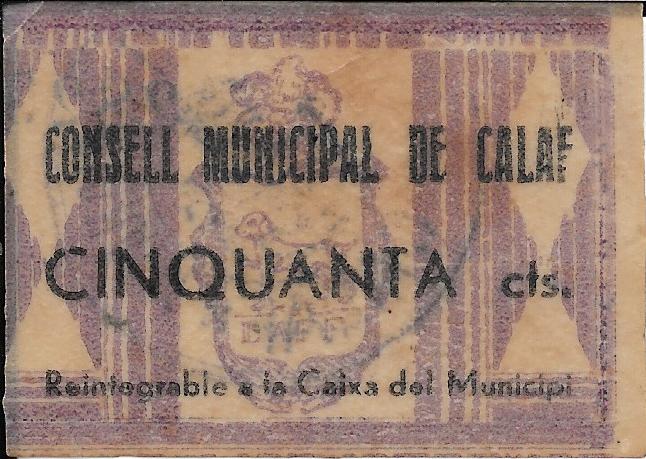 CONSELL MUNICIPAL DE CALAF
CINQUANTA cts.
Reintegrable a la Caixa del Municipi